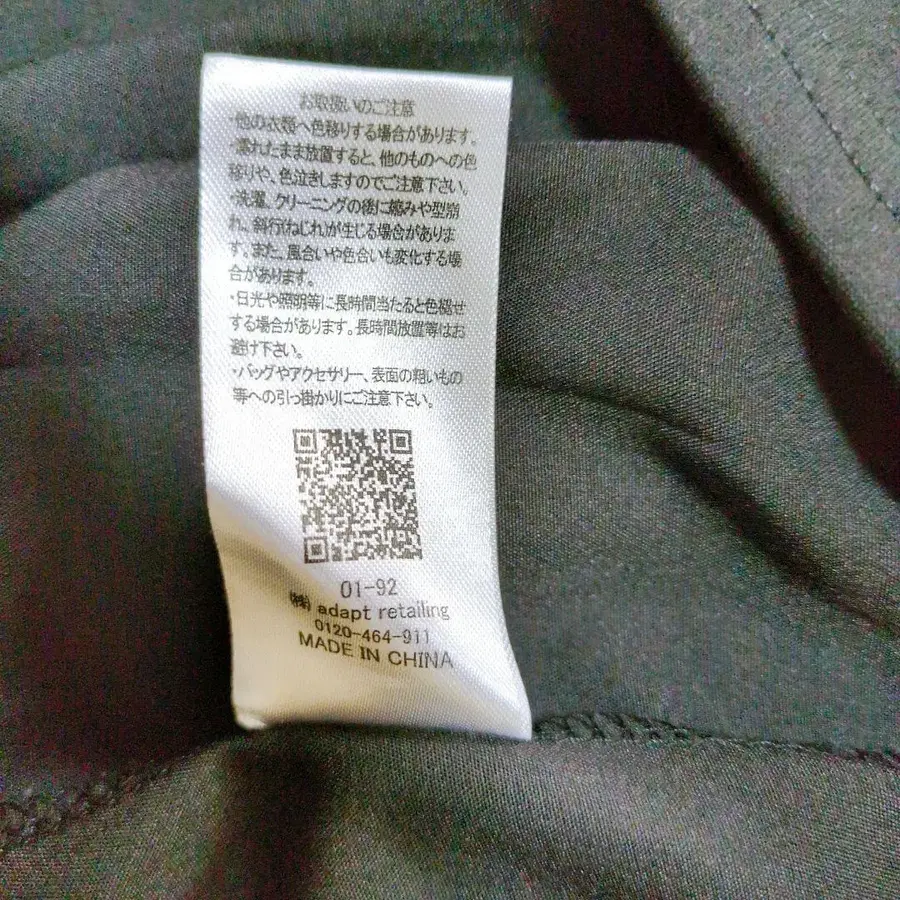 お取扱いのご注意
・他の衣類へ色移りする場合があります。
・濡れたまま放置すると、他のものへの色
移りや、色泣きしますのでご注意下さい。
・洗濯、クリーニングの後に縮みや型崩
れ、斜行(ねじれ)が生じる場合がありま
す。また、風合いや色合いも変化する場
合があります。
・日光や照明等に長時間当たると色褪せ
する場合があります。長時間放置等はお
避け下さい。
・バッグやアクセサリー、表面の粗いもの
等への引っ掛かりにご注意下さい。
01-92
㈱ adapt retailing
0120-464-911
MADE IN CHINA